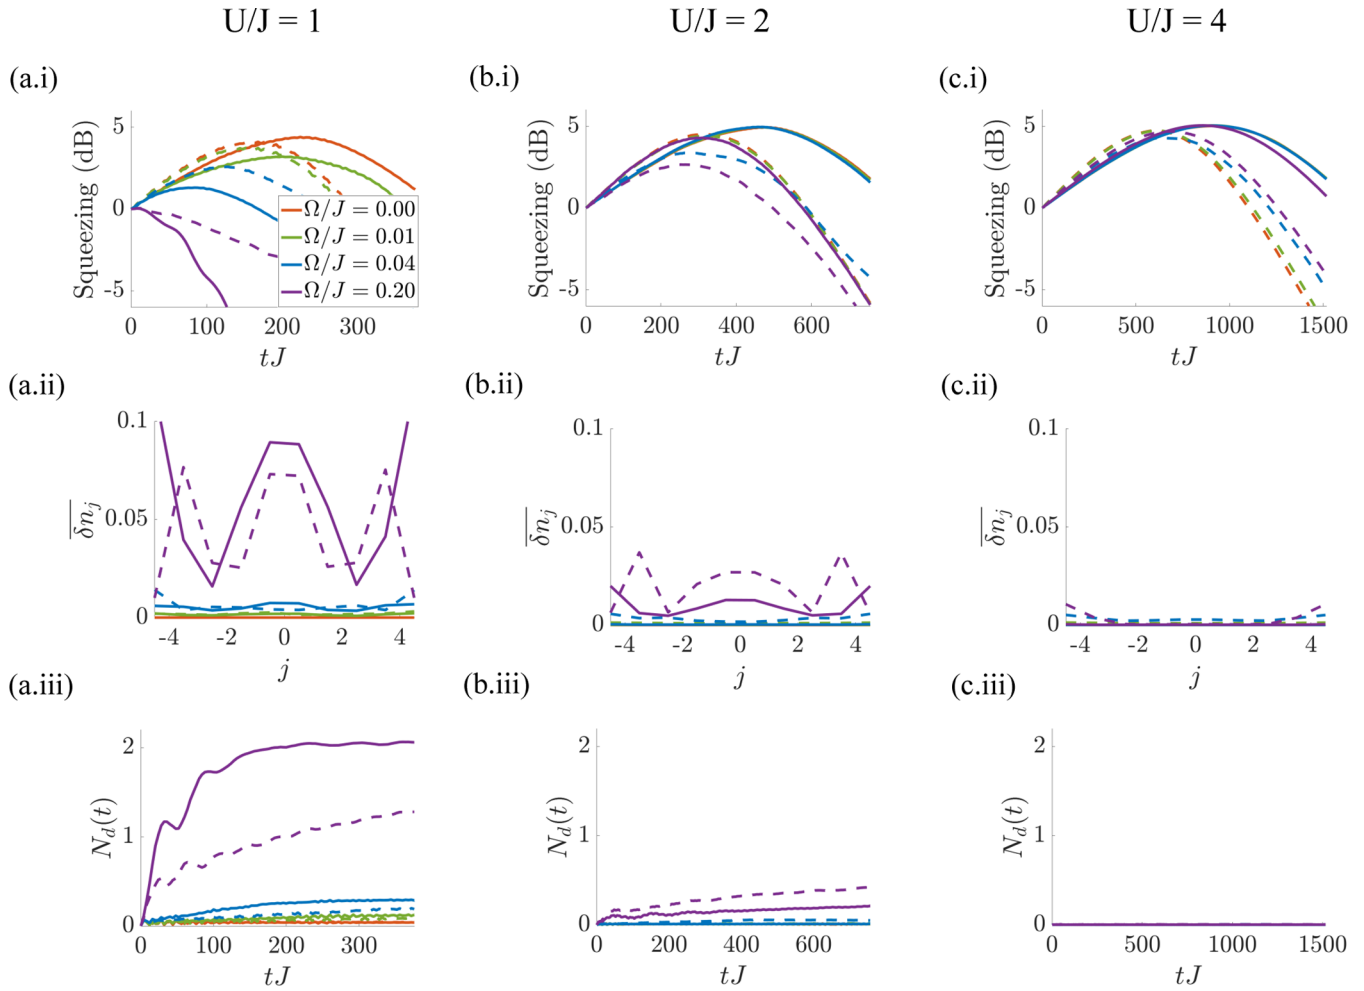 U/J = 1
U/J = 2
U/J = 4
(a.i)
Squeezing (dB)
5
0
-5
0 100 200 300
tJ
Ω/J = 0.00
Ω/J = 0.01
Ω/J = 0.04
Ω/J = 0.20
(b.i)
Squeezing (dB)
5
0
-5
0 200 400 600
tJ
(c.i)
Squeezing (dB)
5
0
-5
0 500 1000 1500
tJ
(a.ii)
δn_j
0.1
0.05
0
-4 -2 0 2 4
j
(b.ii)
δn_j
0.1
0.05
0
-4 -2 0 2 4
j
(c.ii)
δn_j
0.1
0.05
0
-4 -2 0 2 4
j
(a.iii)
N_d(t)
2
1
0
0 100 200 300
tJ
(b.iii)
N_d(t)
2
1
0
0 200 400 600
tJ
(c.iii)
N_d(t)
2
1
0
0 500 1000 1500
tJ